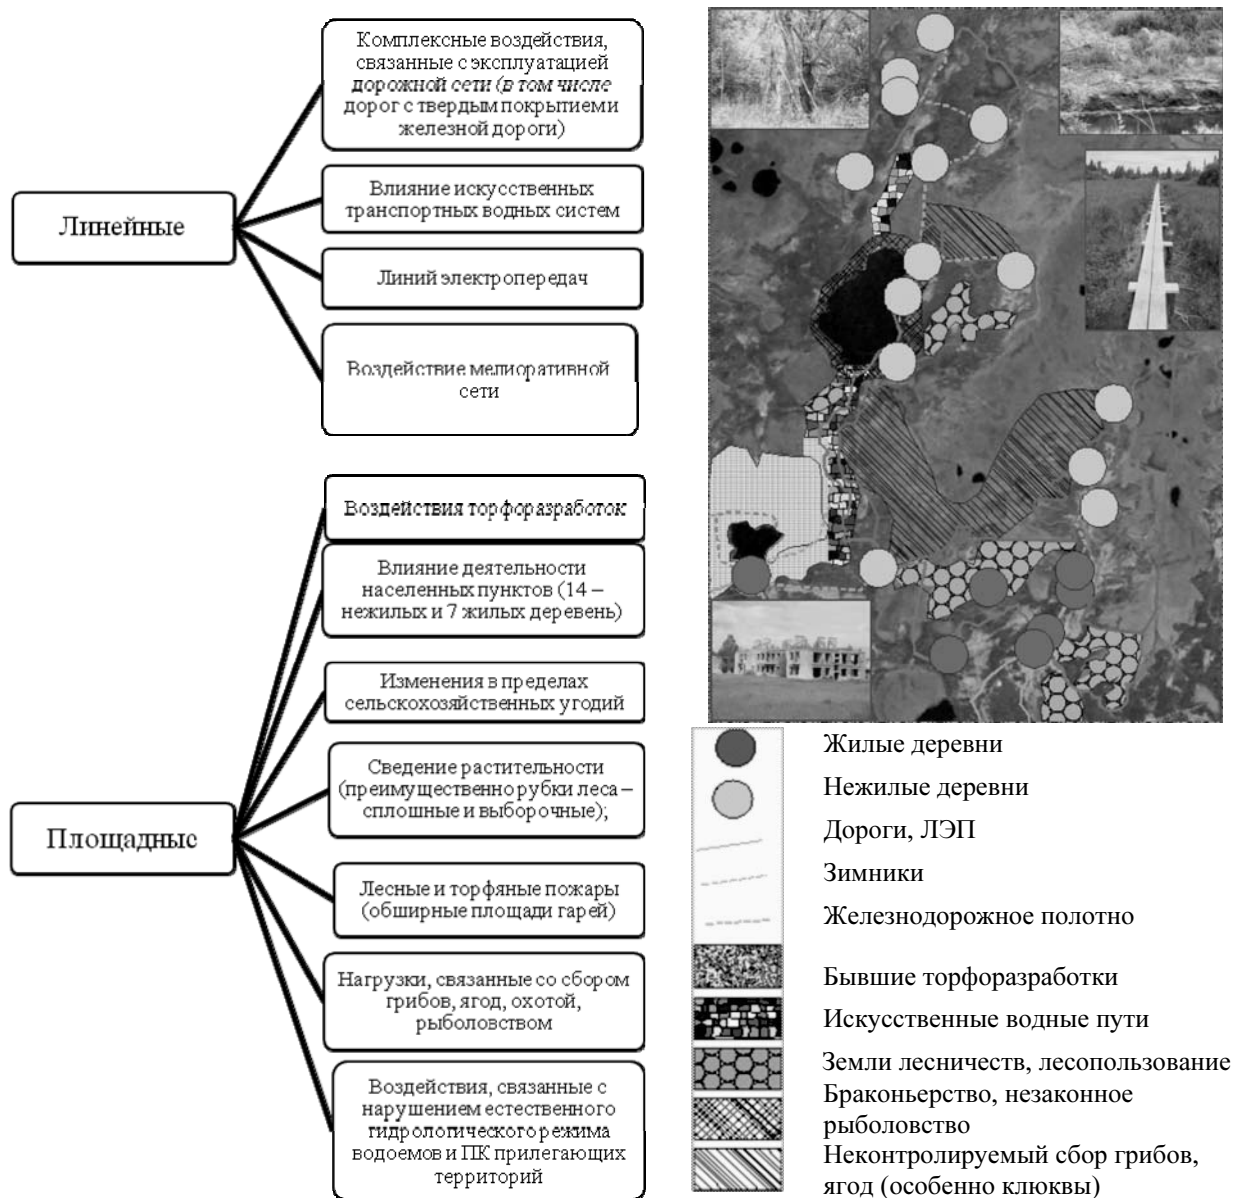 Линейные
Комплексные воздействия,
связанные с эксплуатацией
дорожной сети (в том числе
дорог с твердым покрытием и
железной дороги)
Влияние искусственных
транспортных водных систем
Линий электропередач
Воздействие мелиоративной
сети
Площадные
Воздействия торфоразработок
Влияние деятельности
населенных пунктов (14 –
нежилых и 7 жилых деревень)
Изменения в пределах
сельскохозяйственных угодий
Сведение растительности
(преимущественно рубки леса –
сплошные и выборочные);
Лесные и торфяные пожары
(обширные площади гарей)
Нагрузки, связанные со сбором
грибов, ягод, охотой,
рыболовством
Воздействия, связанные с
нарушением естественного
гидрологического режима
водоемов и ПК прилегающих
территорий
Жилые деревни
Нежилые деревни
Дороги, ЛЭП
Зимники
Железнодорожное полотно
Бывшие торфоразработки
Искусственные водные пути
Земли лесничеств, лесопользование
Браконьерство, незаконное
рыболовство
Неконтролируемый сбор грибов,
ягод (особенно клюквы)